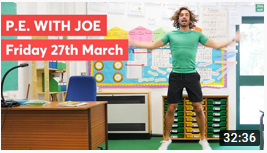 P.E. WITH JOE
Friday 27th March
32:36